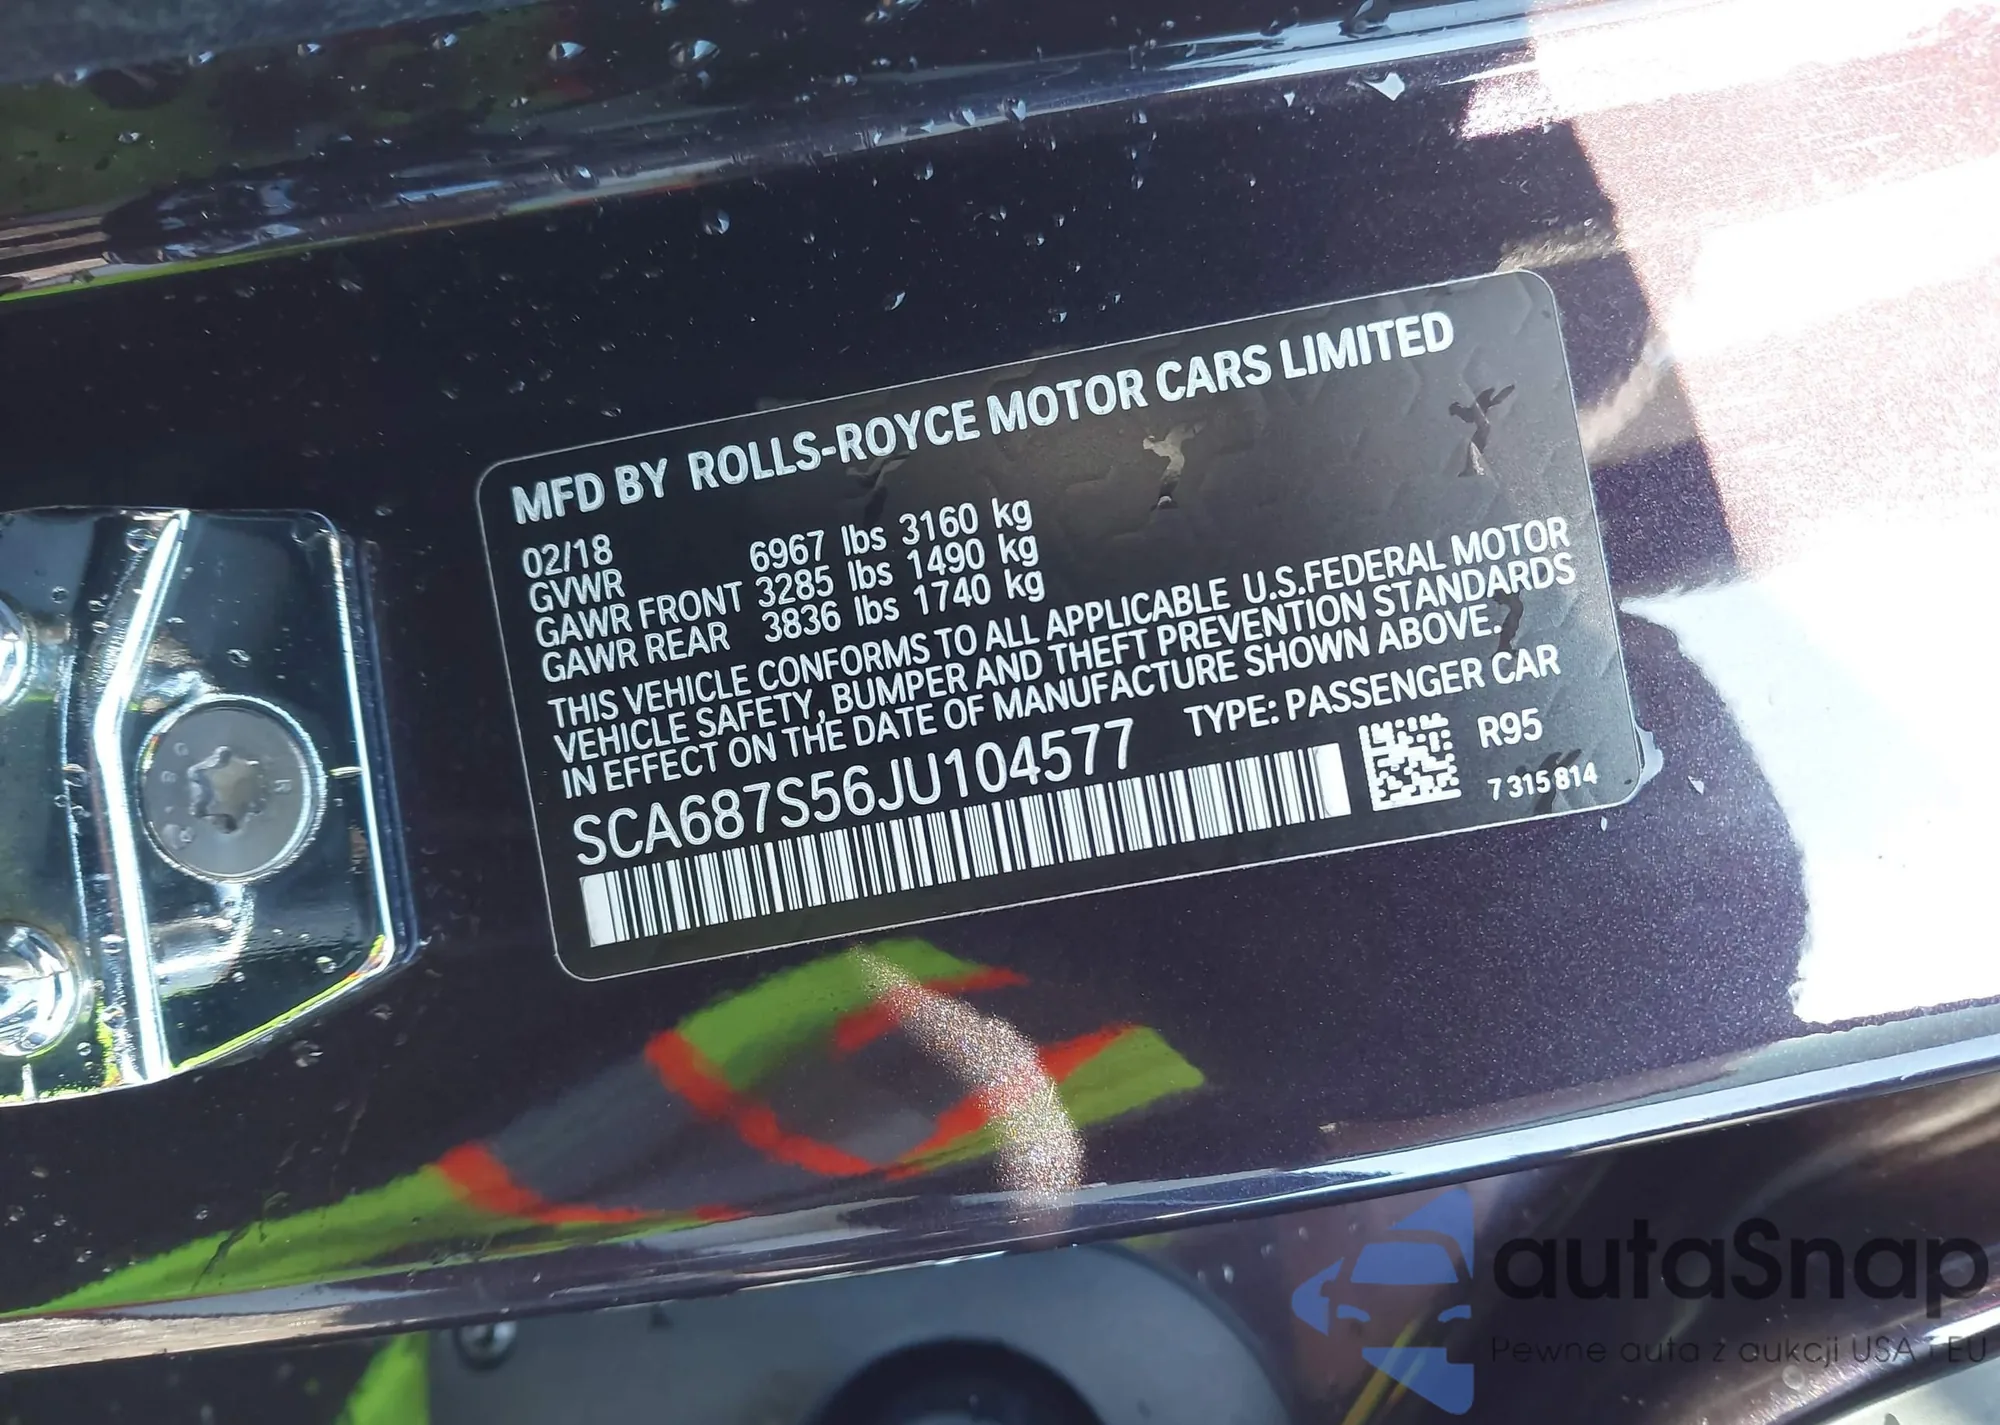 MFD BY ROLLS-ROYCE MOTOR CARS LIMITED
02/18
GVWR 6967 lbs 3160 kg
GAWR FRONT 3285 lbs 1490 kg
GAWR REAR 3836 lbs 1740 kg
THIS VEHICLE CONFORMS TO ALL APPLICABLE U.S.FEDERAL MOTOR
VEHICLE SAFETY, BUMPER AND THEFT PREVENTION STANDARDS
IN EFFECT ON THE DATE OF MANUFACTURE SHOWN ABOVE.
SCA687S56JU104577 TYPE: PASSENGER CAR
R95
7 315 814
autaSnap
Pewne auta z aukcji USA i EU